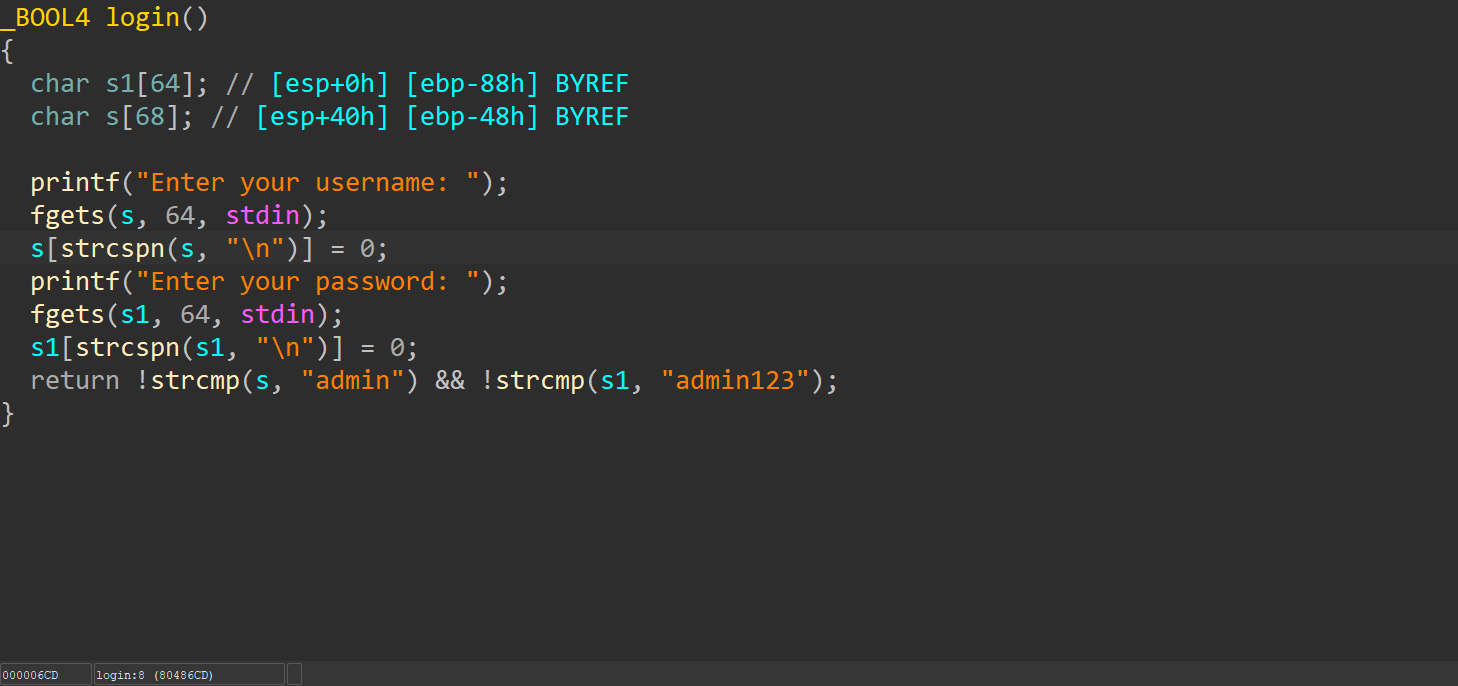 _BOOL4 login()
{
  char s1[64]; // [esp+0h] [ebp-88h] BYREF
  char s[68]; // [esp+40h] [ebp-48h] BYREF

  printf("Enter your username: ");
  fgets(s, 64, stdin);
  s[strcspn(s, "\n")] = 0;
  printf("Enter your password: ");
  fgets(s1, 64, stdin);
  s1[strcspn(s1, "\n")] = 0;
  return !strcmp(s, "admin") && !strcmp(s1, "admin123");
}
000006CD login:8 (80486CD)